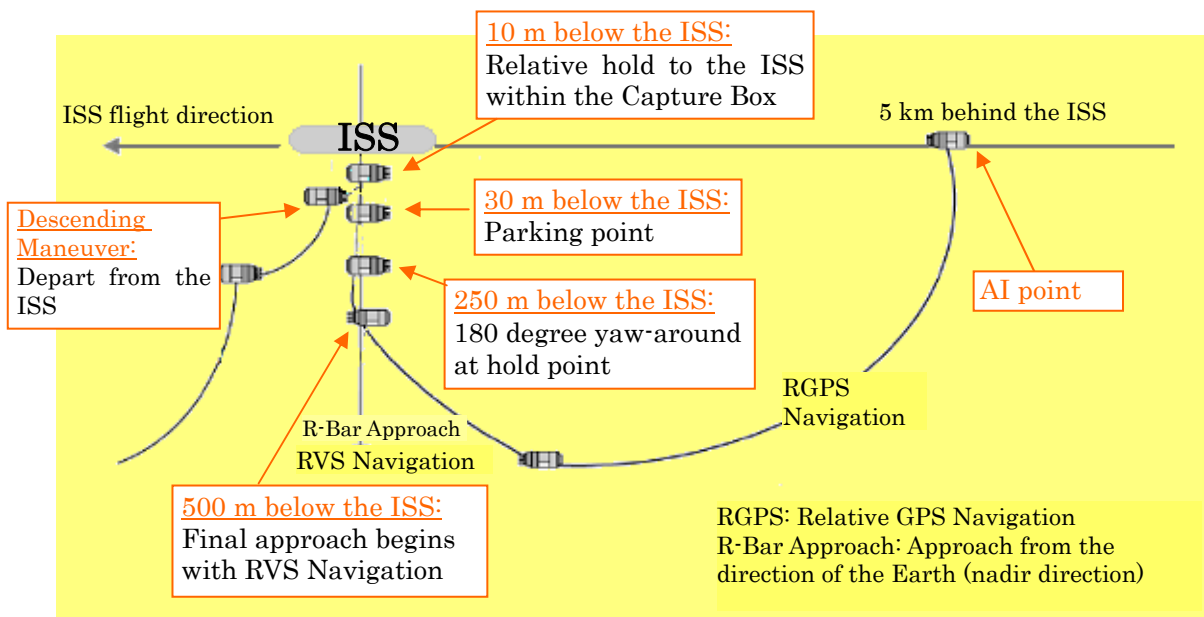 10 m below the ISS:
Relative hold to the ISS
within the Capture Box
ISS flight direction
ISS
5 km behind the ISS
Descending
Maneuver:
Depart from the
ISS
30 m below the ISS:
Parking point
AI point
250 m below the ISS:
180 degree yaw-around
at hold point
RGPS
Navigation
R-Bar Approach
RVS Navigation
500 m below the ISS:
Final approach begins
with RVS Navigation
RGPS: Relative GPS Navigation
R-Bar Approach: Approach from the
direction of the Earth (nadir direction)